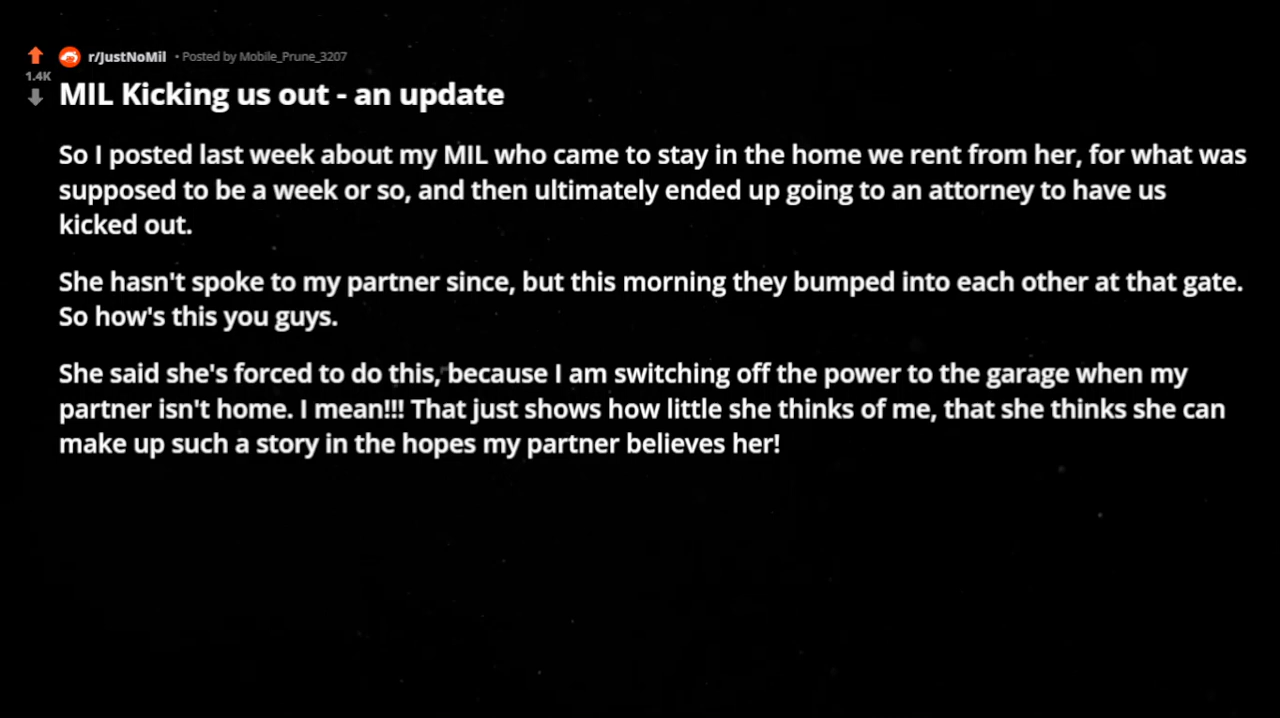 r/JustNoMil • Posted by Mobile_Prune_3207
1.4K
MIL Kicking us out - an update
So I posted last week about my MIL who came to stay in the home we rent from her, for what was
supposed to be a week or so, and then ultimately ended up going to an attorney to have us
kicked out.
She hasn't spoke to my partner since, but this morning they bumped into each other at that gate.
So how's this you guys.
She said she's forced to do this, because I am switching off the power to the garage when my
partner isn't home. I mean!!! That just shows how little she thinks of me, that she thinks she can
make up such a story in the hopes my partner believes her!